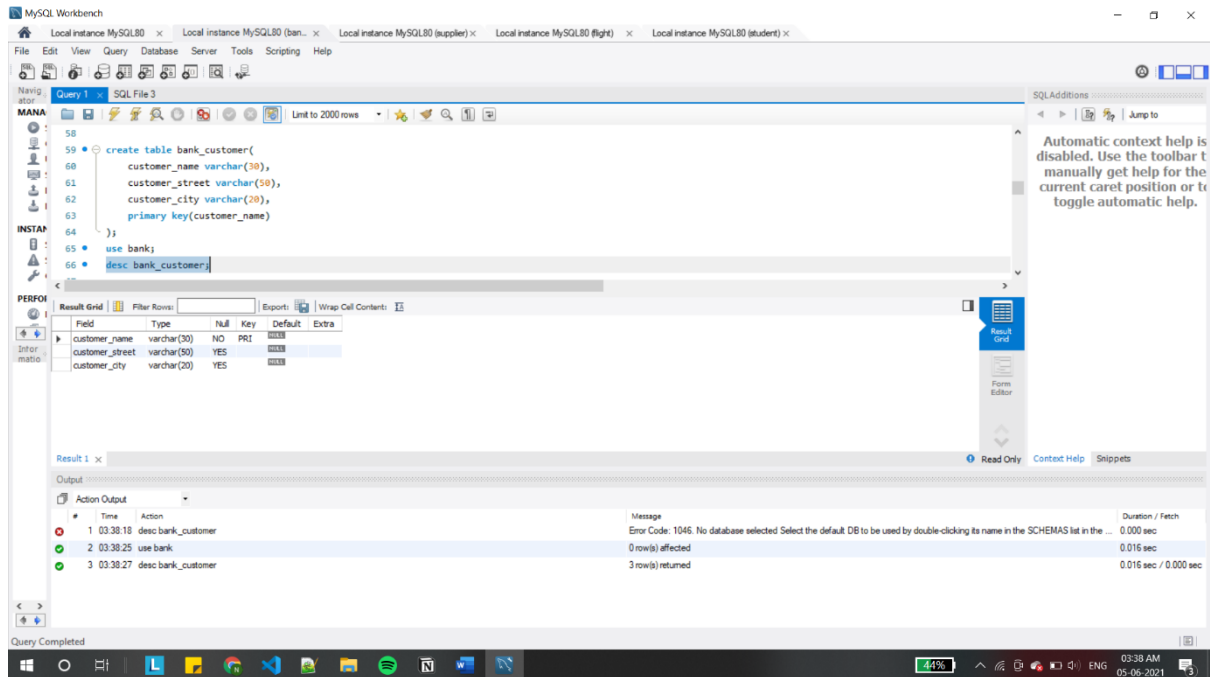 MySQL Workbench
Local instance MySQL80 × Local instance MySQL80 (ban... × Local instance MySQL80 (supplier) × Local instance MySQL80 (flight) × Local instance MySQL80 (student) ×
File Edit View Query Database Server Tools Scripting Help
Navig
ator
Query 1 × SQL File 3
SQLAdditions
MANA
Limit to 2000 rows
Jump to
58
59 create table bank_customer(
60 customer_name varchar(30),
61 customer_street varchar(50),
62 customer_city varchar(20),
63 primary key(customer_name)
64 );
65 use bank;
66 desc bank_customer;
Automatic context help is
disabled. Use the toolbar t
manually get help for the
current caret position or to
toggle automatic help.
INSTAN
PERFOR
Infor
matio
Result Grid Filter Rows: Export: Wrap Cell Content:
Field Type Null Key Default Extra
customer_name varchar(30) NO PRI NULL
customer_street varchar(50) YES NULL
customer_city varchar(20) YES NULL
Result
Grid
Form
Editor
Result 1 × Read Only Context Help Snippets
Output
Action Output
# Time Action Message Duration / Fetch
1 03:38:18 desc bank_customer Error Code: 1046. No database selected Select the default DB to be used by double-clicking its name in the SCHEMAS list in the ... 0.000 sec
2 03:38:25 use bank 0 row(s) affected 0.016 sec
3 03:38:27 desc bank_customer 3 row(s) returned 0.016 sec / 0.000 sec
Query Completed
44% ENG 03:38 AM
05-06-2021 3